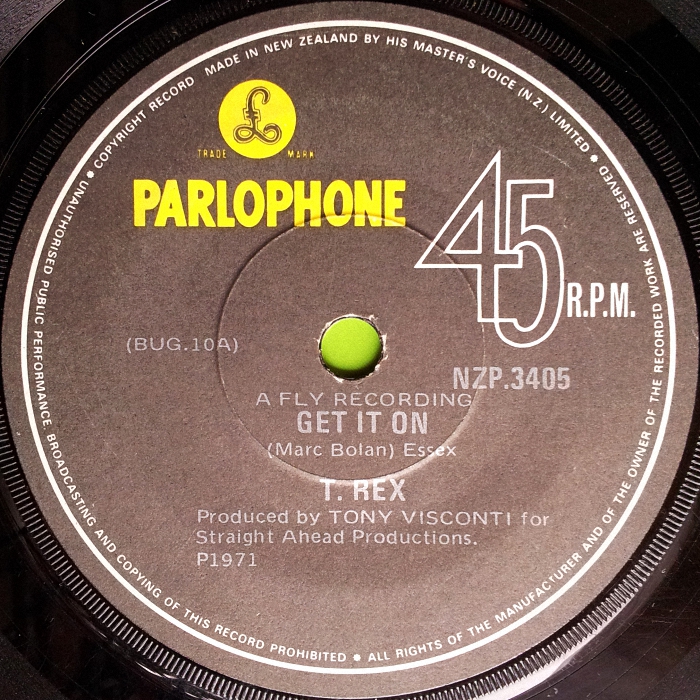 UNAUTHORISED PUBLIC PERFORMANCE. BROADCASTING AND COPYING OF THIS RECORD PROHIBITED ● ALL RIGHTS OF THE MANUFACTURER AND OF THE OWNER OF THE RECORDED WORK ARE RESERVED ● COPYRIGHT RECORD MADE IN NEW ZEALAND BY HIS MASTER'S VOICE (N.Z.) LIMITED ●
£
TRADE MARK
PARLOPHONE
45 R.P.M.
(BUG.10A)
NZP.3405
A FLY RECORDING
GET IT ON
(Marc Bolan) Essex
T. REX
Produced by TONY VISCONTI for
Straight Ahead Productions.
P1971